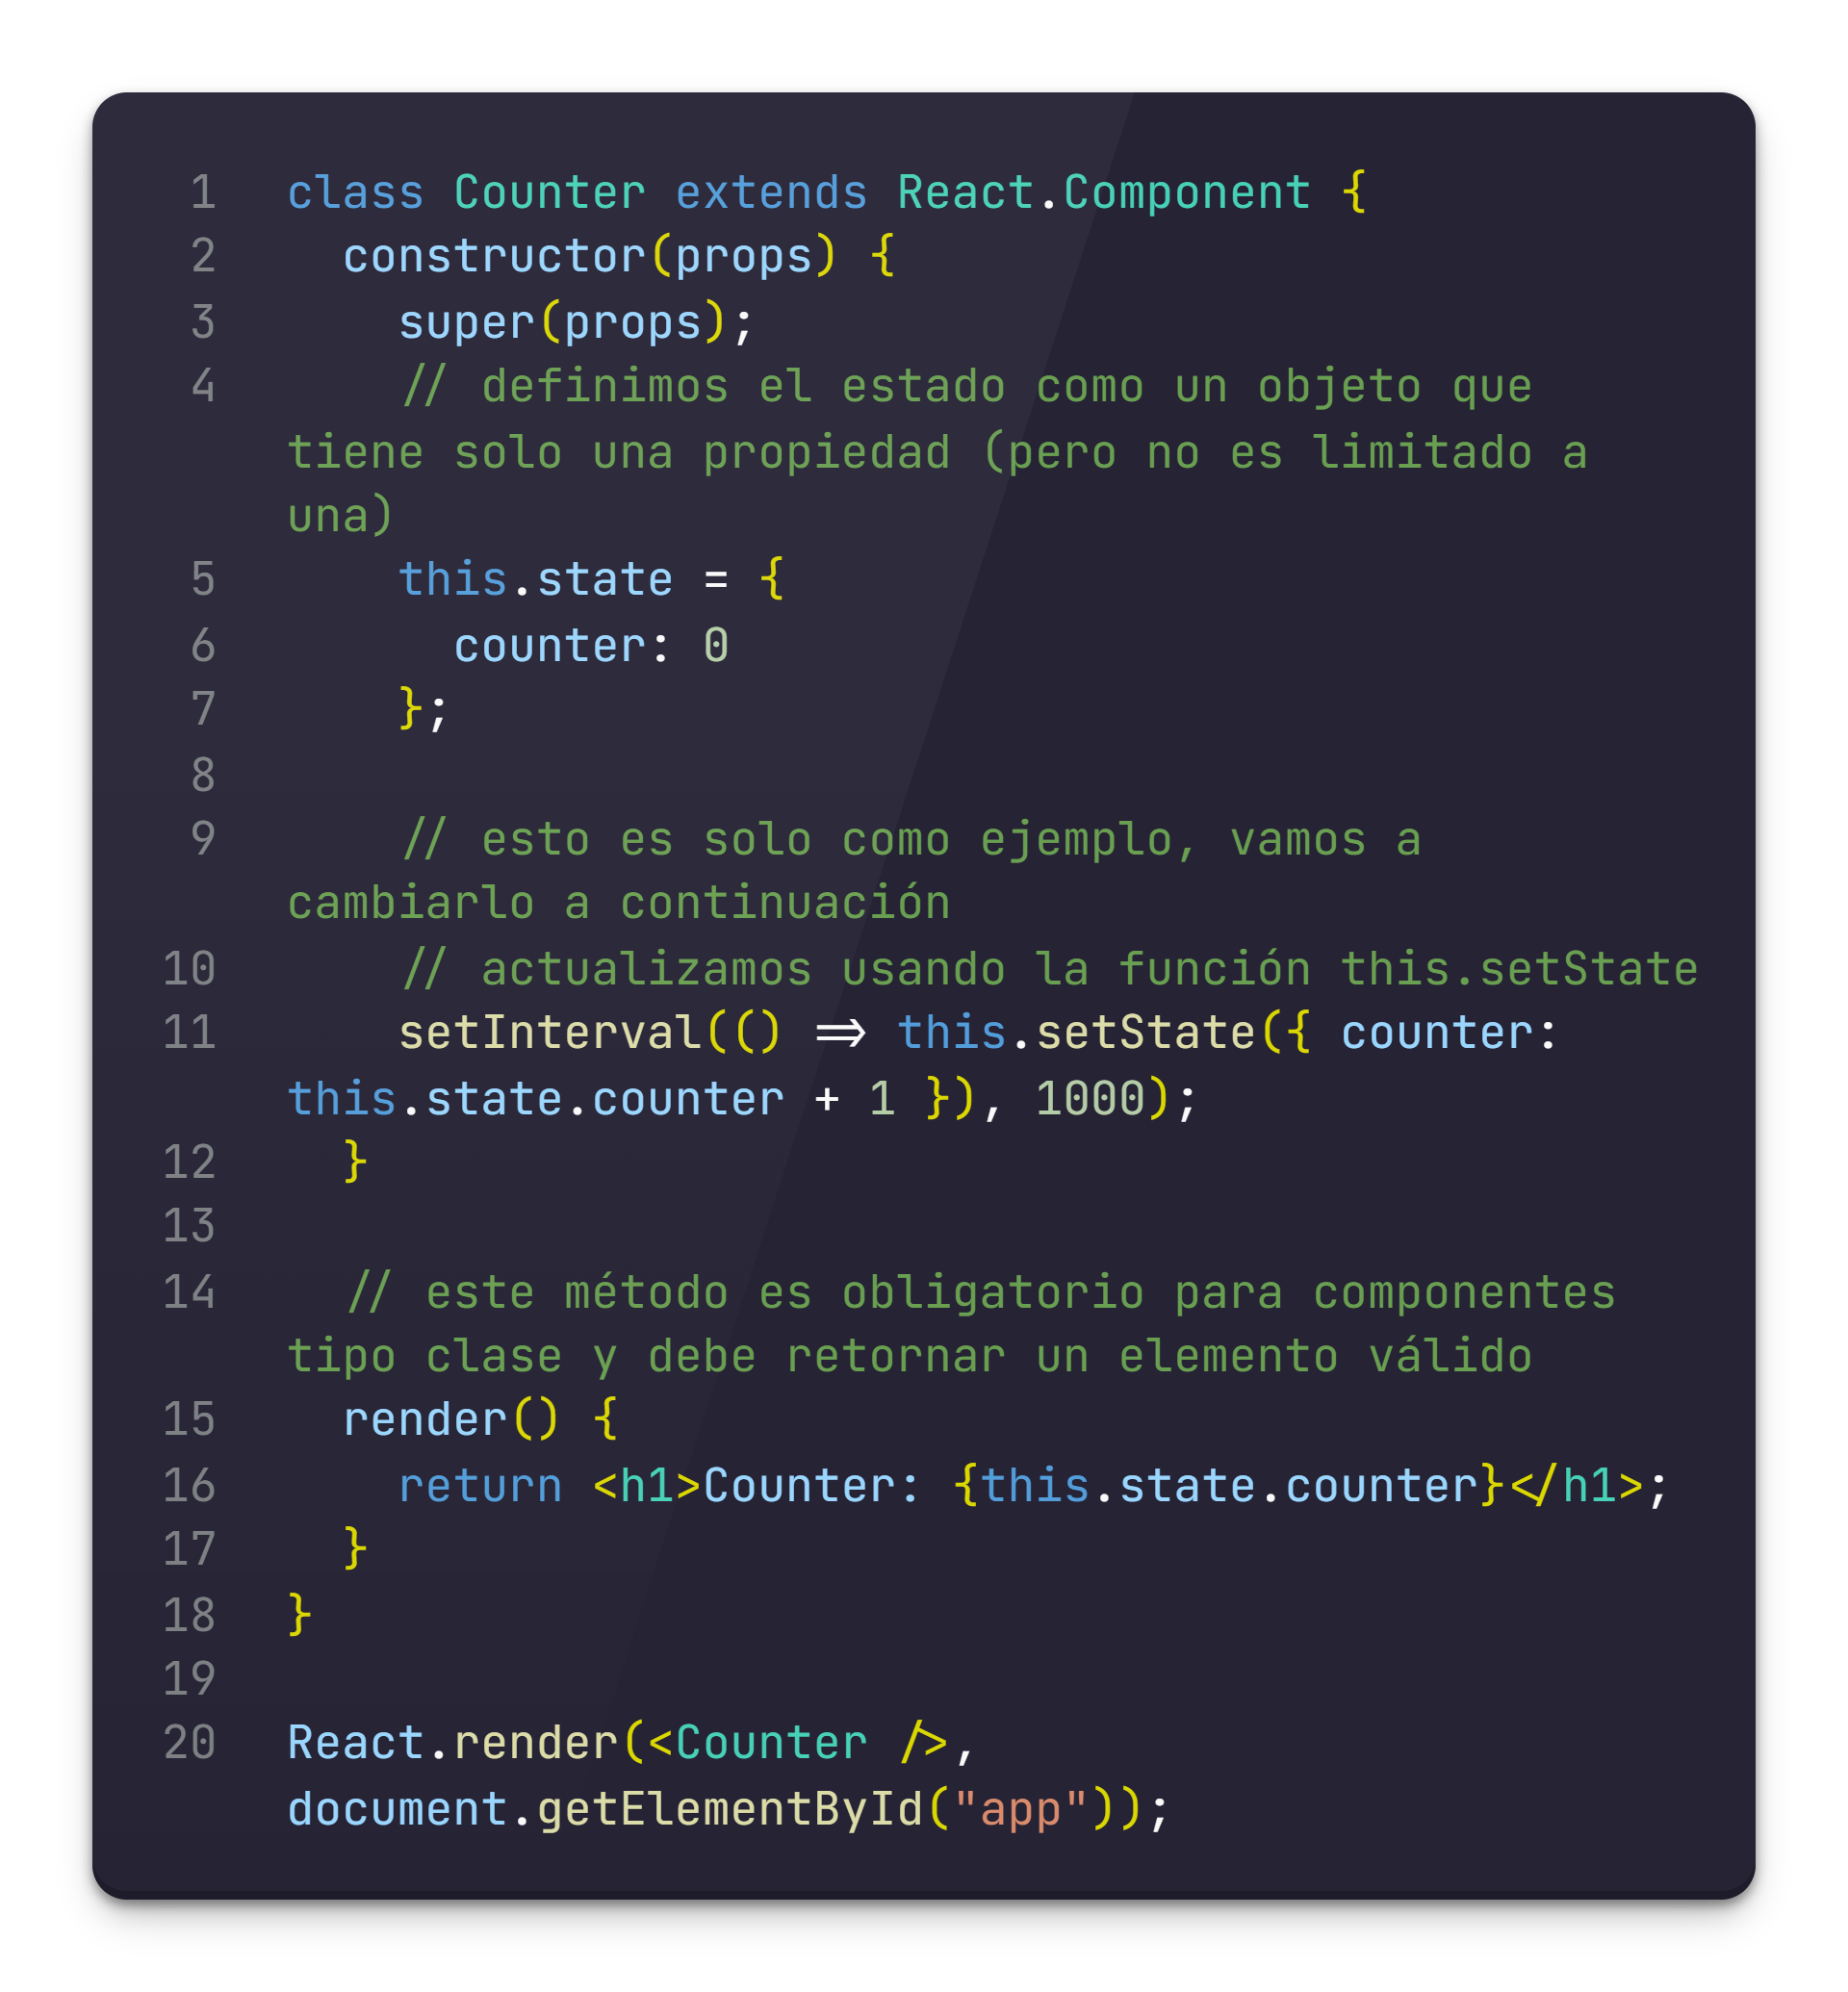 1 class Counter extends React.Component {
2   constructor(props) {
3     super(props);
4     // definimos el estado como un objeto que
tiene solo una propiedad (pero no es limitado a
una)
5     this.state = {
6       counter: 0
7     };
8
9     // esto es solo como ejemplo, vamos a
cambiarlo a continuación
10     // actualizamos usando la función this.setState
11     setInterval(() => this.setState({ counter:
this.state.counter + 1 }), 1000);
12   }
13
14   // este método es obligatorio para componentes
tipo clase y debe retornar un elemento válido
15   render() {
16     return <h1>Counter: {this.state.counter}</h1>;
17   }
18 }
19
20 React.render(<Counter />,
document.getElementById("app"));